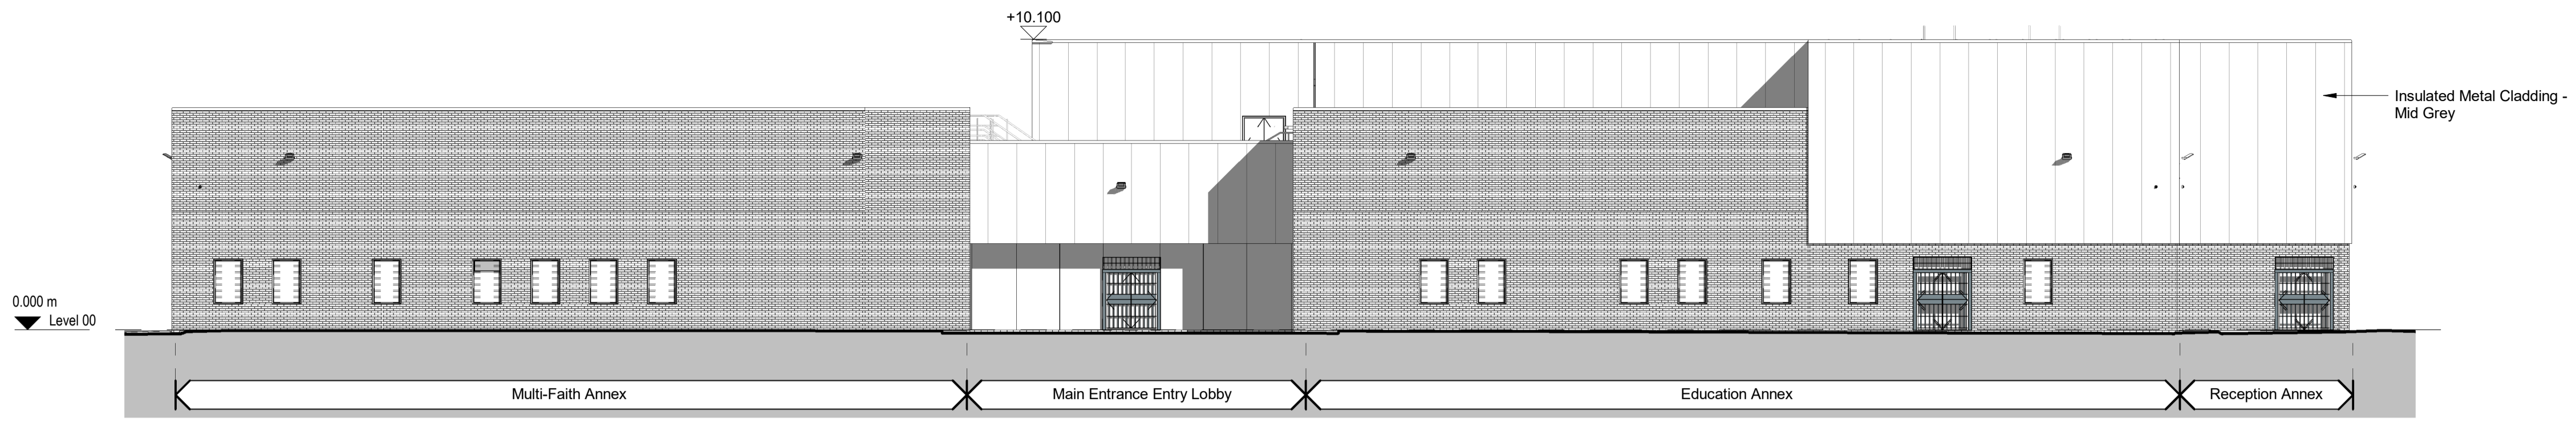 +10.100
Insulated Metal Cladding -
Mid Grey
0.000 m
Level 00
Multi-Faith Annex
Main Entrance Entry Lobby
Education Annex
Reception Annex